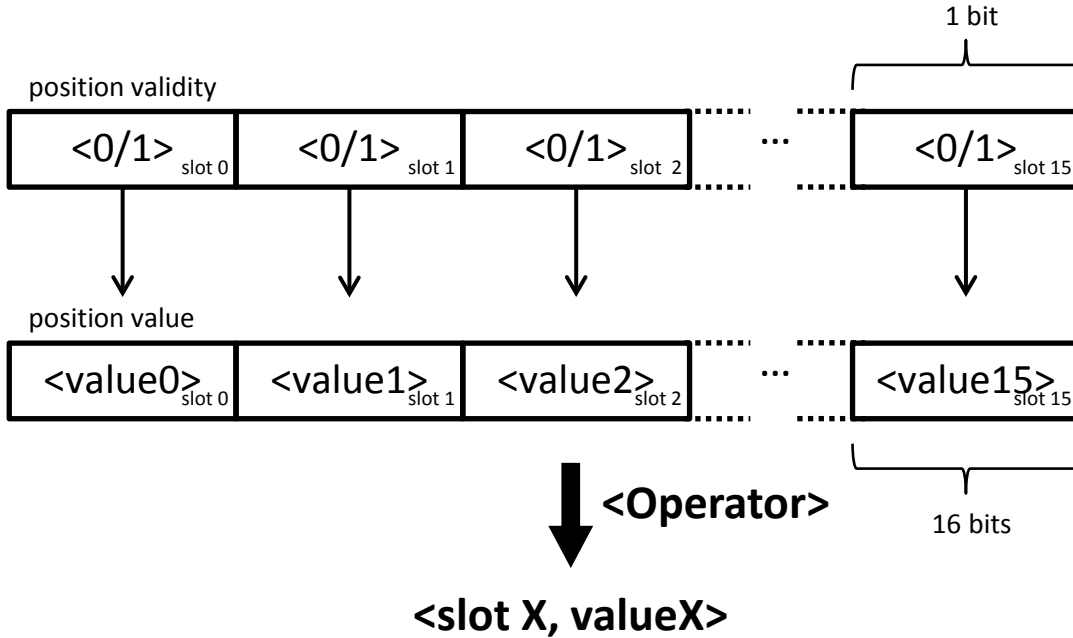 1 bit
position validity
<0/1> slot 0 <0/1> slot 1 <0/1> slot  2 ... <0/1> slot 15
position value
<value0> slot 0 <value1> slot 1 <value2> slot 2 ... <value15> slot 15
<Operator>
16 bits
<slot X, valueX>